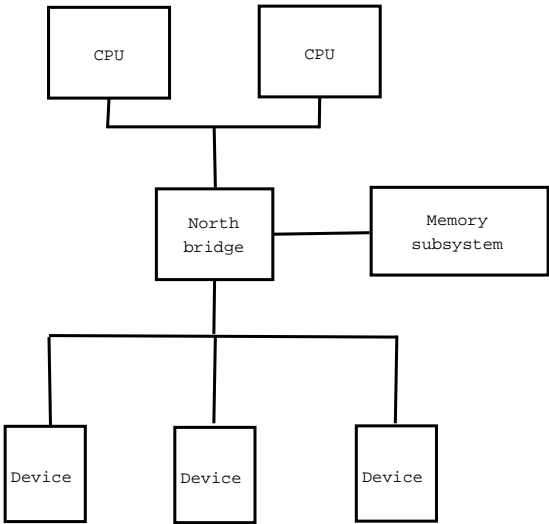 CPU
CPU
North
bridge
Memory
subsystem
Device
Device
Device